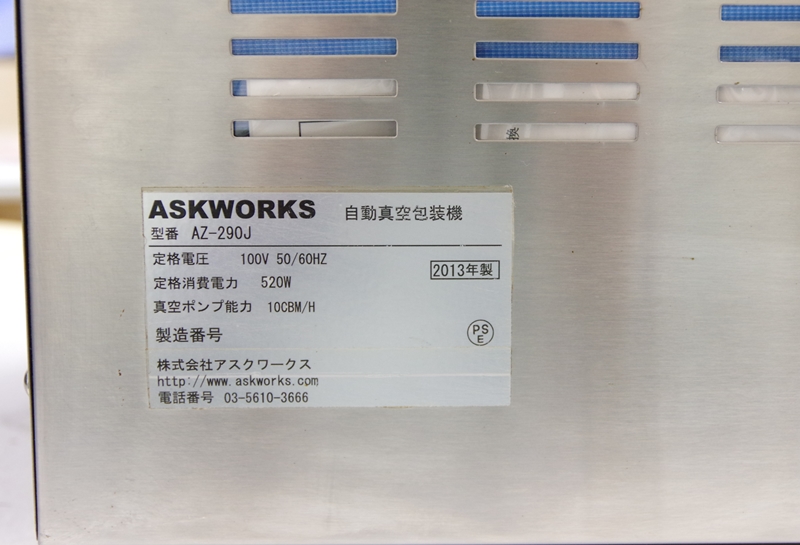 ASKWORKS 自動真空包装機
型番 AZ-290J
定格電圧 100V 50/60HZ
定格消費電力 520W
2013年製
真空ポンプ能力 10CBM/H
製造番号
PS
E
株式会社アスクワークス
http://www.askworks.com
電話番号 03-5610-3666